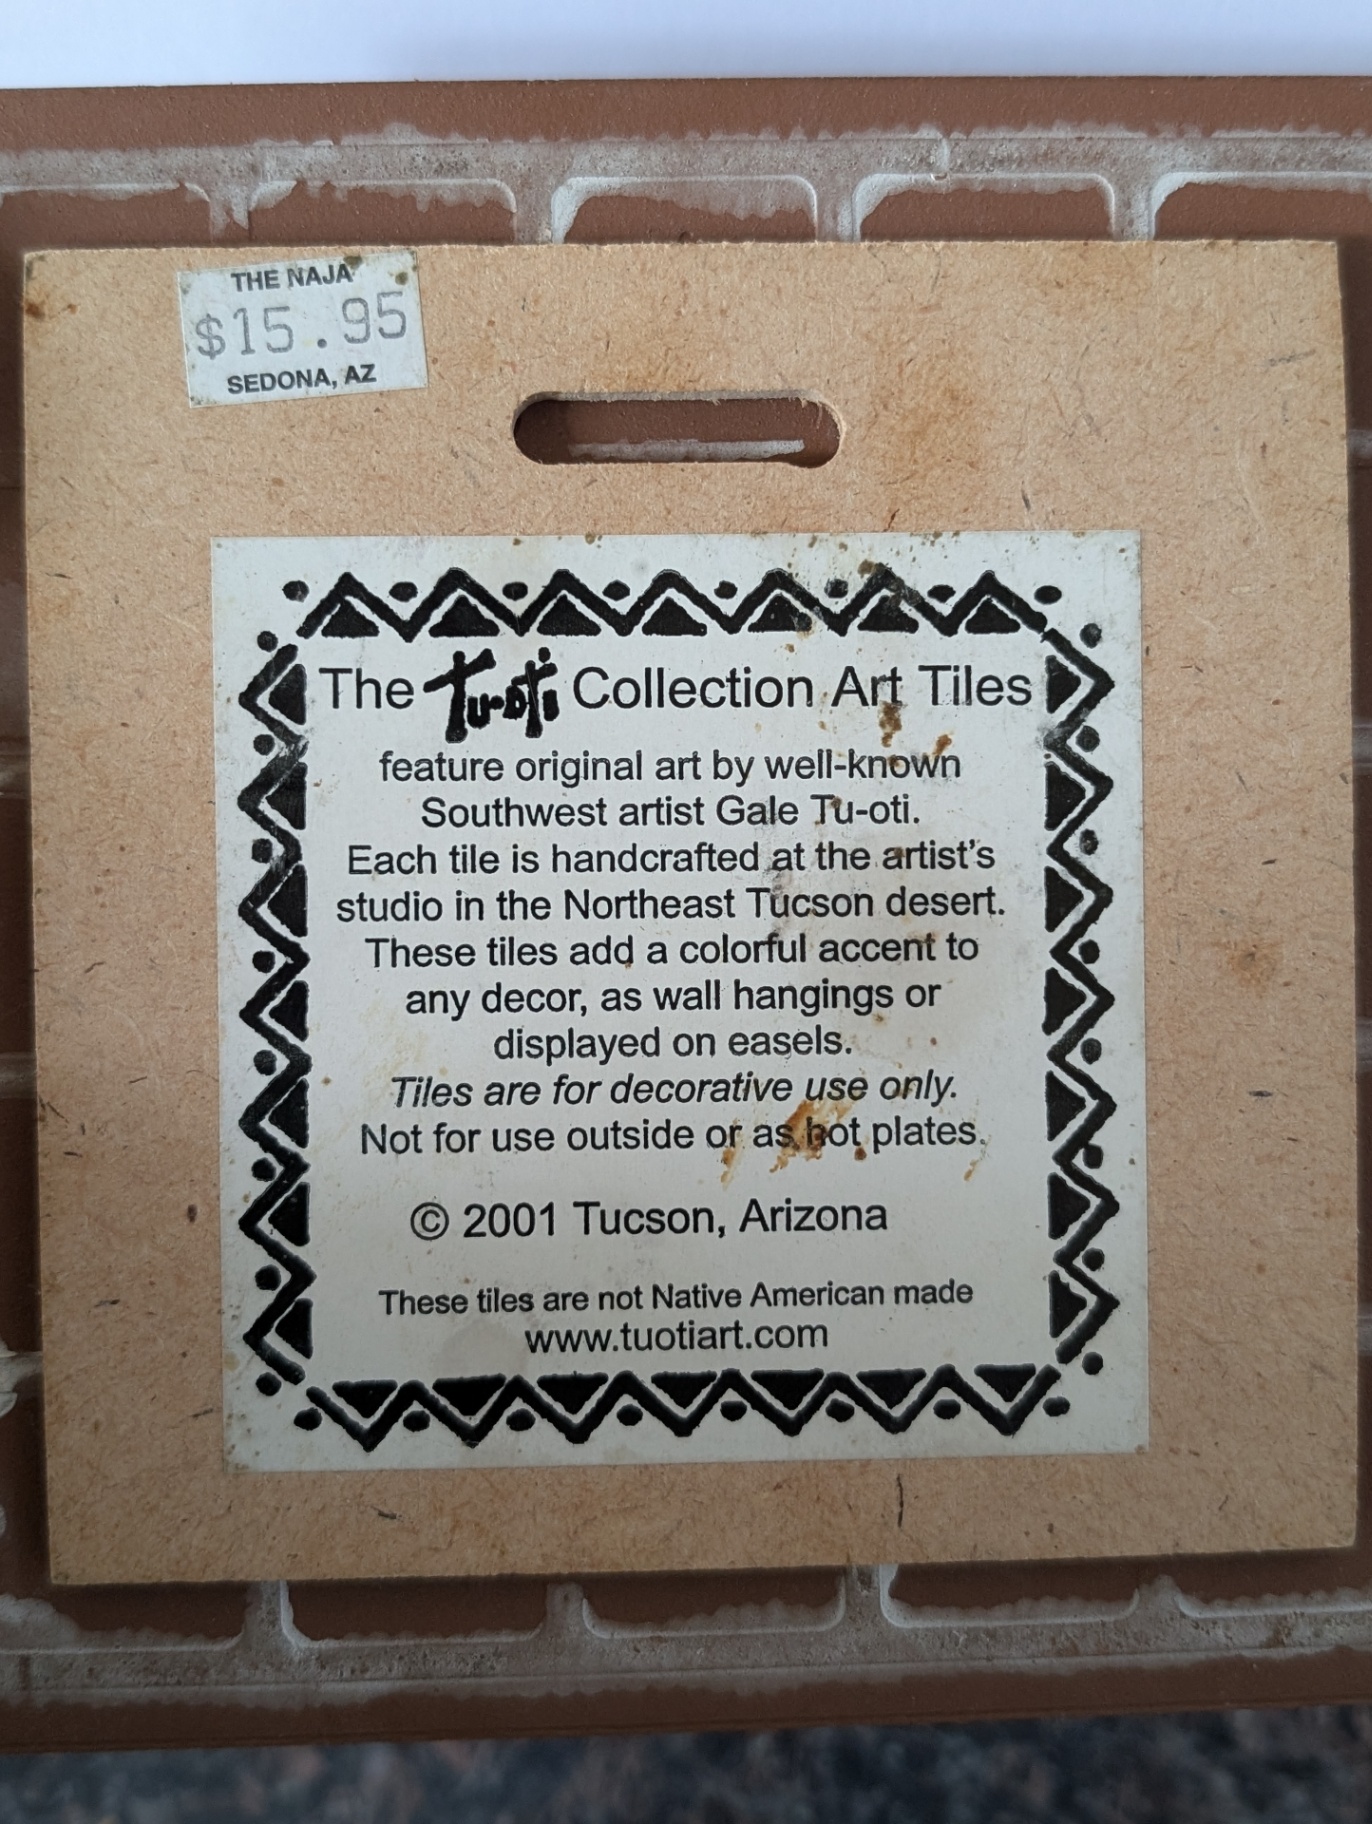 THE NAJA
$15.95
SEDONA, AZ
The Tu-oti Collection Art Tiles
feature original art by well-known
Southwest artist Gale Tu-oti.
Each tile is handcrafted at the artist's
studio in the Northeast Tucson desert.
These tiles add a colorful accent to
any decor, as wall hangings or
displayed on easels.
Tiles are for decorative use only.
Not for use outside or as hot plates.
© 2001 Tucson, Arizona
These tiles are not Native American made
www.tuotiart.com